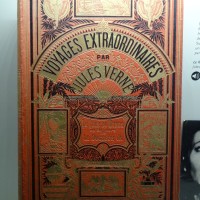 VOYAGES EXTRAORDINAIRES
PAR
JULES VERNE